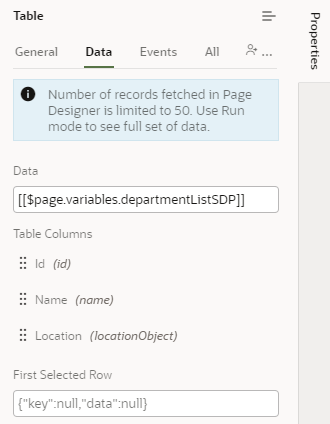 Table
Properties
General Data Events All ...
Number of records fetched in Page
Designer is limited to 50. Use Run
mode to see full set of data.
Data
[[$page.variables.departmentListSDP]]
Table Columns
Id (id)
Name (name)
Location (locationObject)
First Selected Row
{"key":null,"data":null}